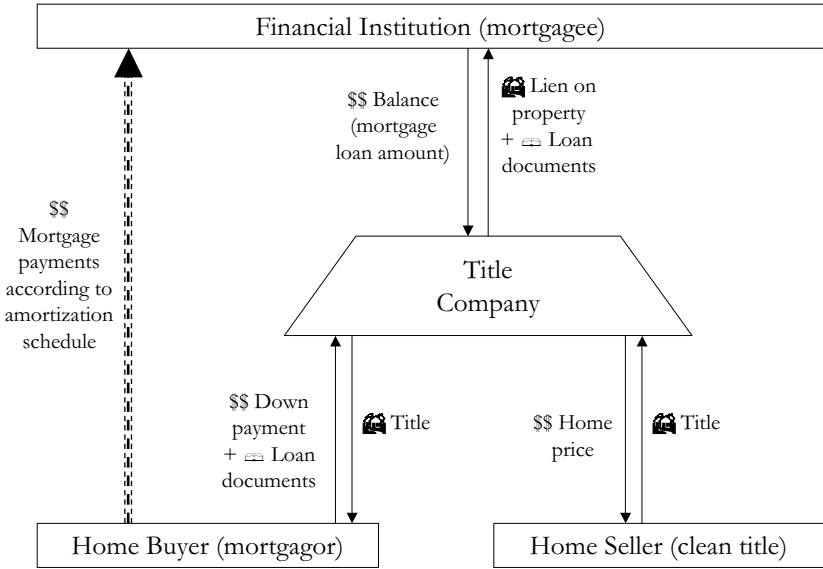 Financial Institution (mortgagee)
$$ Balance
(mortgage
loan amount)
Lien on
property
+ Loan
documents
$$
Mortgage
payments
according to
amortization
schedule
Title
Company
$$ Down
payment
+ Loan
documents
Title
$$ Home
price
Title
Home Buyer (mortgagor)
Home Seller (clean title)